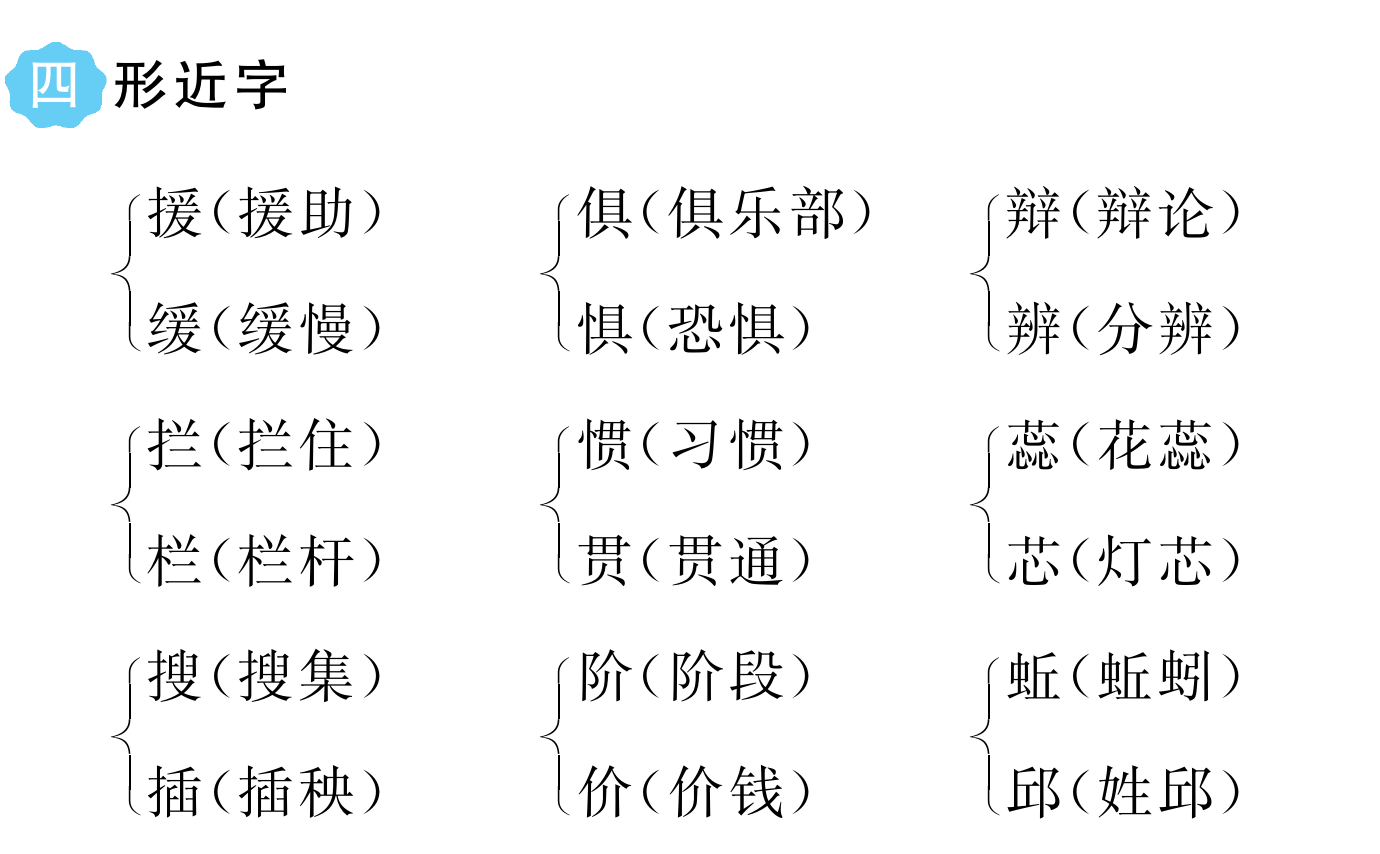 四 形近字
援(援助) 俱(俱乐部) 辩(辩论)
缓(缓慢) 惧(恐惧) 辨(分辨)
拦(拦住) 惯(习惯) 蕊(花蕊)
栏(栏杆) 贯(贯通) 芯(灯芯)
搜(搜集) 阶(阶段) 蚯(蚯蚓)
插(插秧) 价(价钱) 邱(姓邱)